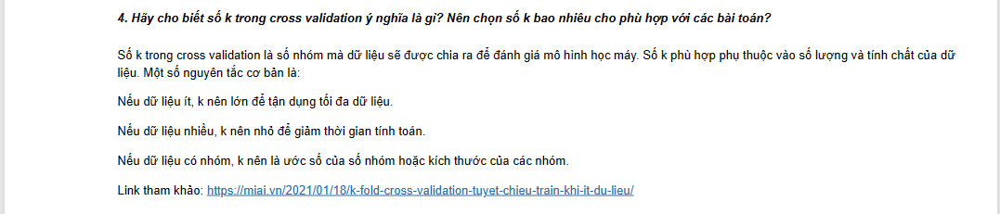 4. Hãy cho biết số k trong cross validation ý nghĩa là gì? Nên chọn số k bao nhiêu cho phù hợp với các bài toán?
Số k trong cross validation là số nhóm mà dữ liệu sẽ được chia ra để đánh giá mô hình học máy. Số k phù hợp phụ thuộc vào số lượng và tính chất của dữ
liệu. Một số nguyên tắc cơ bản là:
Nếu dữ liệu ít, k nên lớn để tận dụng tối đa dữ liệu.
Nếu dữ liệu nhiều, k nên nhỏ để giảm thời gian tính toán.
Nếu dữ liệu có nhóm, k nên là ước số của số nhóm hoặc kích thước của các nhóm.
Link tham khảo: https://miai.vn/2021/01/18/k-fold-cross-validation-tuyet-chieu-train-khi-it-du-lieu/